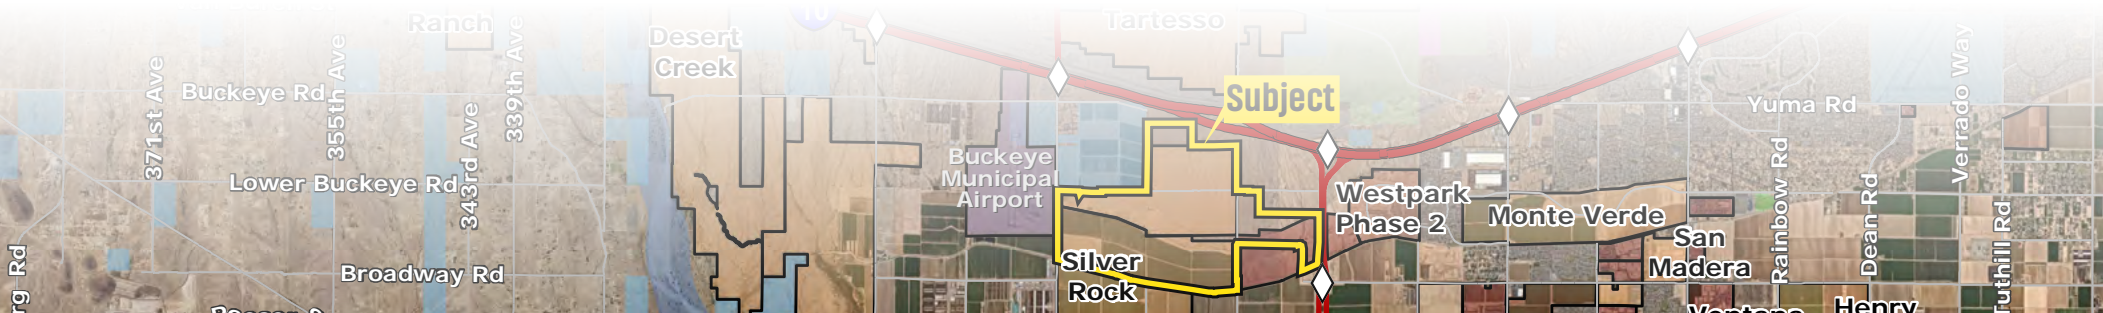 Ranch
10
Tartesso
Desert
Creek
371st Ave
Buckeye Rd
355th Ave
343rd Ave
339th Ave
Subject
Yuma Rd
Verrado Way
Buckeye
Municipal
Airport
Lower Buckeye Rd
Westpark
Phase 2
Monte Verde
San
Madera
Rainbow Rd
Dean Rd
Tuthill Rd
Broadway Rd
Silver
Rock
Henry